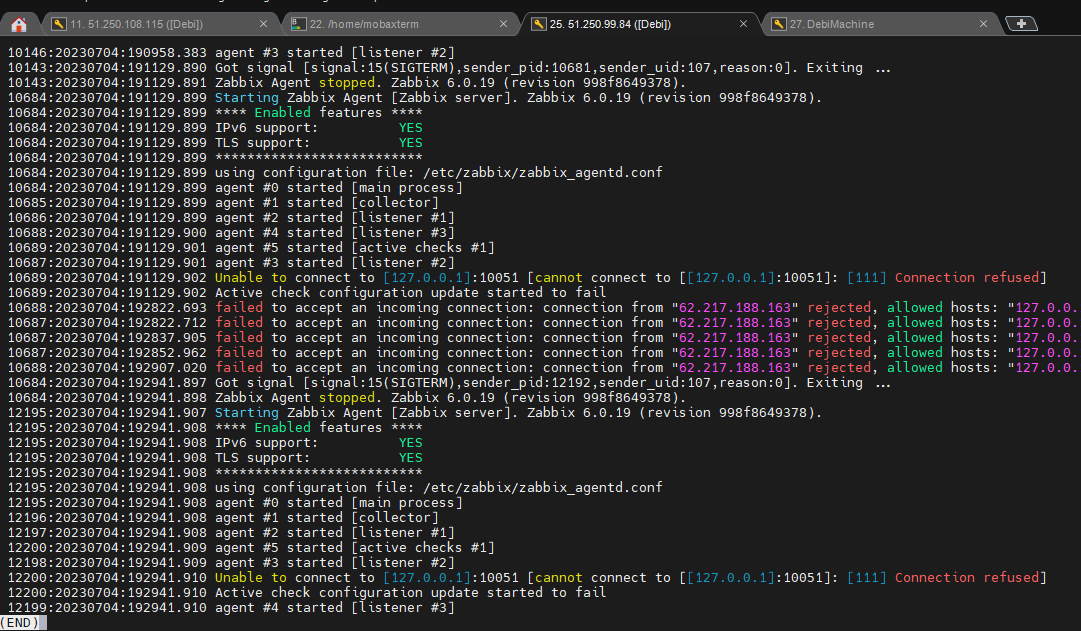 11. 51.250.108.115 ([Debi])
22. /home/mobaxterm
25. 51.250.99.84 ([Debi])
27. DebiMachine
10146:20230704:190958.383 agent #3 started [listener #2]
10143:20230704:191129.890 Got signal [signal:15(SIGTERM),sender_pid:10681,sender_uid:107,reason:0]. Exiting ...
10143:20230704:191129.891 Zabbix Agent stopped. Zabbix 6.0.19 (revision 998f8649378).
10684:20230704:191129.899 Starting Zabbix Agent [Zabbix server]. Zabbix 6.0.19 (revision 998f8649378).
10684:20230704:191129.899 **** Enabled features ****
10684:20230704:191129.899 IPv6 support:          YES
10684:20230704:191129.899 TLS support:           YES
10684:20230704:191129.899 **************************
10684:20230704:191129.899 using configuration file: /etc/zabbix/zabbix_agentd.conf
10684:20230704:191129.899 agent #0 started [main process]
10685:20230704:191129.899 agent #1 started [collector]
10686:20230704:191129.899 agent #2 started [listener #1]
10688:20230704:191129.900 agent #4 started [listener #3]
10689:20230704:191129.901 agent #5 started [active checks #1]
10687:20230704:191129.901 agent #3 started [listener #2]
10689:20230704:191129.902 Unable to connect to [127.0.0.1]:10051 [cannot connect to [[127.0.0.1]:10051]: [111] Connection refused]
10689:20230704:191129.902 Active check configuration update started to fail
10688:20230704:192822.693 failed to accept an incoming connection: connection from "62.217.188.163" rejected, allowed hosts: "127.0.0.
10687:20230704:192822.712 failed to accept an incoming connection: connection from "62.217.188.163" rejected, allowed hosts: "127.0.0.
10687:20230704:192837.905 failed to accept an incoming connection: connection from "62.217.188.163" rejected, allowed hosts: "127.0.0.
10687:20230704:192852.962 failed to accept an incoming connection: connection from "62.217.188.163" rejected, allowed hosts: "127.0.0.
10688:20230704:192907.020 failed to accept an incoming connection: connection from "62.217.188.163" rejected, allowed hosts: "127.0.0.
10684:20230704:192941.897 Got signal [signal:15(SIGTERM),sender_pid:12192,sender_uid:107,reason:0]. Exiting ...
10684:20230704:192941.898 Zabbix Agent stopped. Zabbix 6.0.19 (revision 998f8649378).
12195:20230704:192941.907 Starting Zabbix Agent [Zabbix server]. Zabbix 6.0.19 (revision 998f8649378).
12195:20230704:192941.908 **** Enabled features ****
12195:20230704:192941.908 IPv6 support:          YES
12195:20230704:192941.908 TLS support:           YES
12195:20230704:192941.908 **************************
12195:20230704:192941.908 using configuration file: /etc/zabbix/zabbix_agentd.conf
12195:20230704:192941.908 agent #0 started [main process]
12196:20230704:192941.908 agent #1 started [collector]
12197:20230704:192941.908 agent #2 started [listener #1]
12200:20230704:192941.909 agent #5 started [active checks #1]
12198:20230704:192941.909 agent #3 started [listener #2]
12200:20230704:192941.910 Unable to connect to [127.0.0.1]:10051 [cannot connect to [[127.0.0.1]:10051]: [111] Connection refused]
12200:20230704:192941.910 Active check configuration update started to fail
12199:20230704:192941.910 agent #4 started [listener #3]
(END)